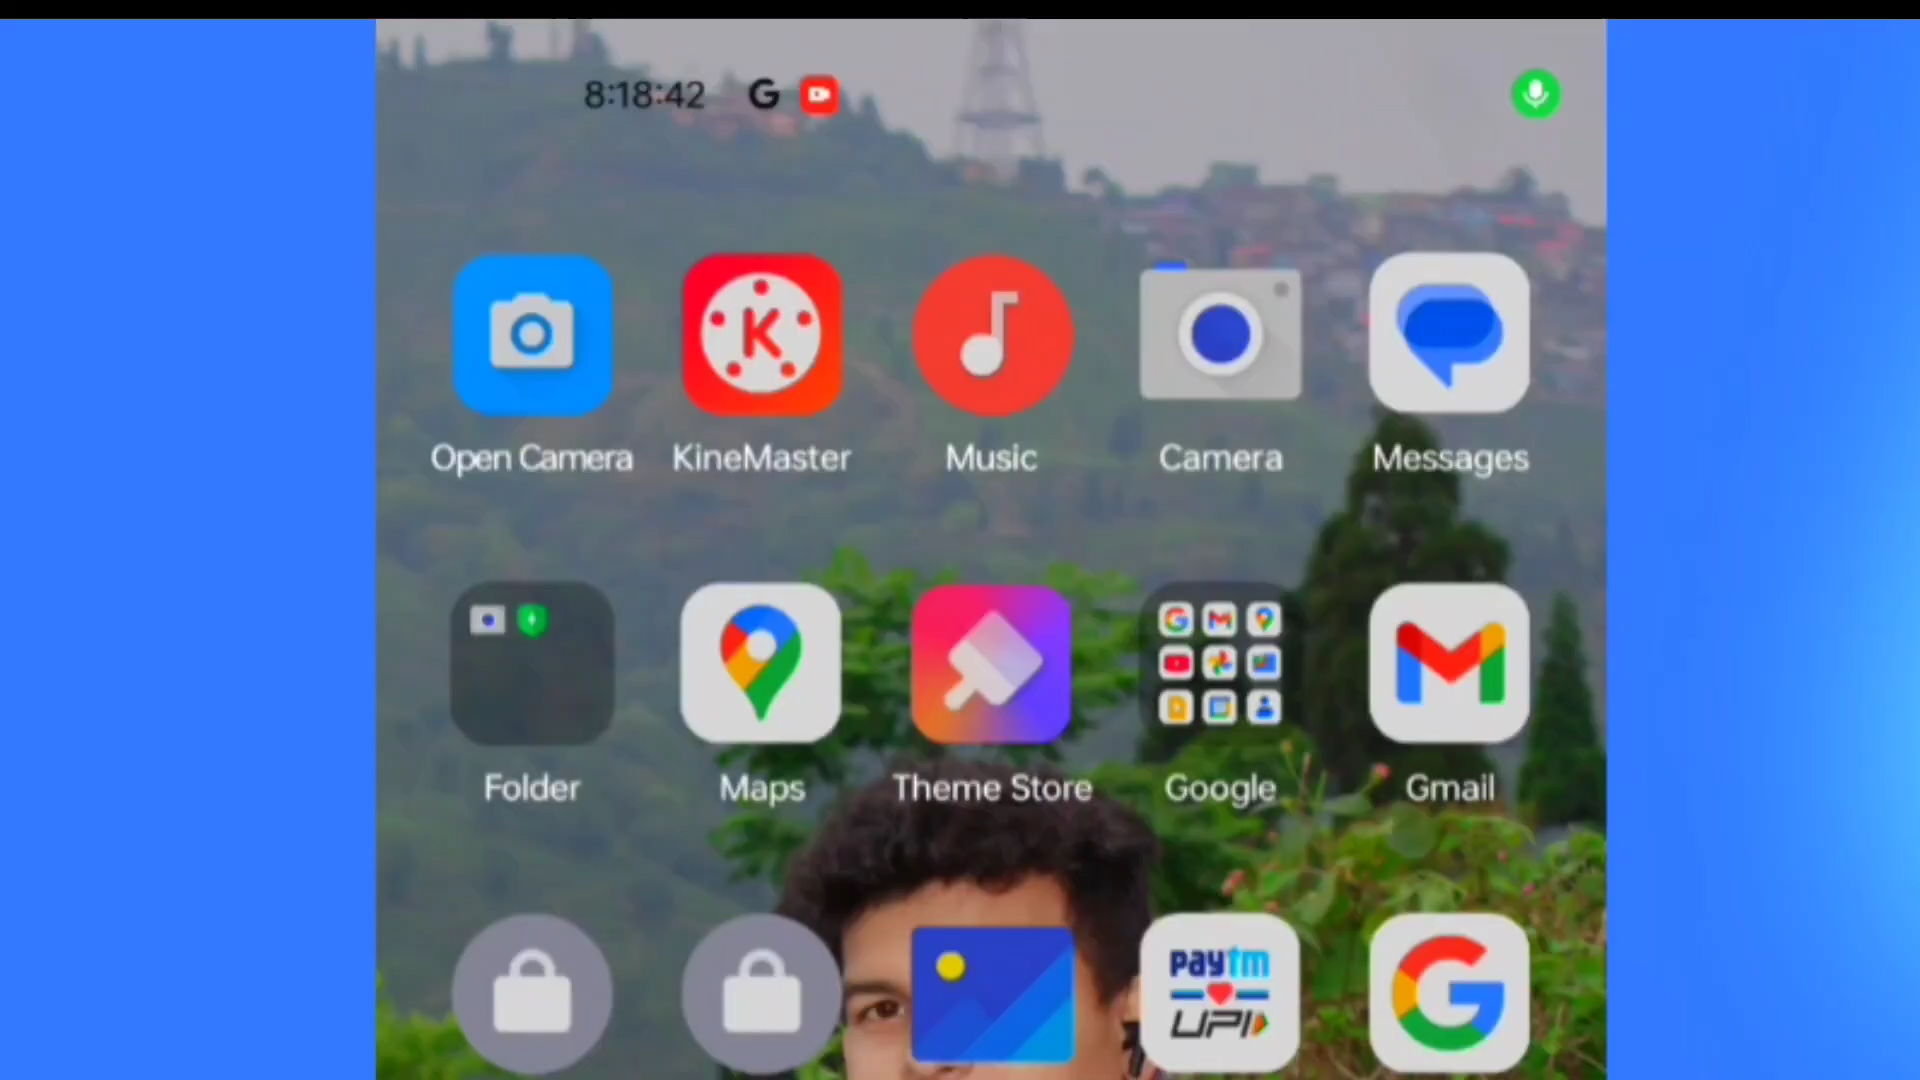 8:18:42 G
K
Open Camera KineMaster Music Camera Messages
Folder Maps Theme Store Google Gmail
paytm
UPI
G